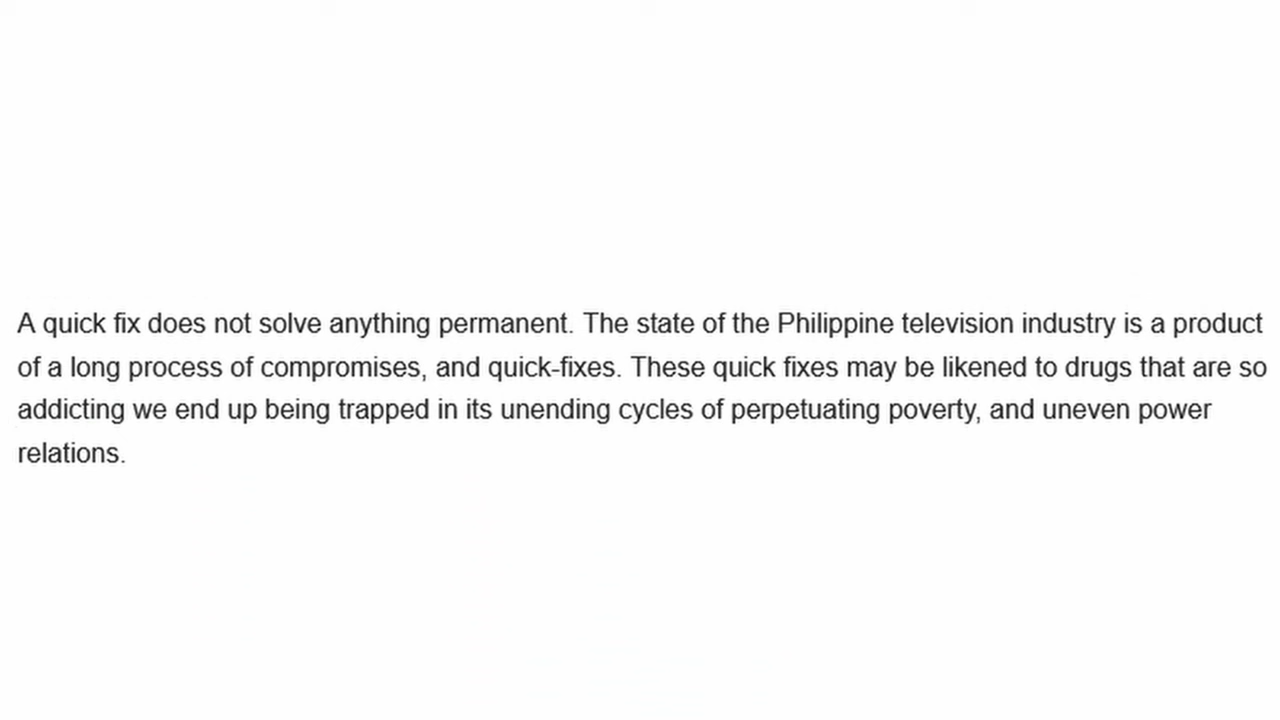 A quick fix does not solve anything permanent. The state of the Philippine television industry is a product
of a long process of compromises, and quick-fixes. These quick fixes may be likened to drugs that are so
addicting we end up being trapped in its unending cycles of perpetuating poverty, and uneven power
relations.